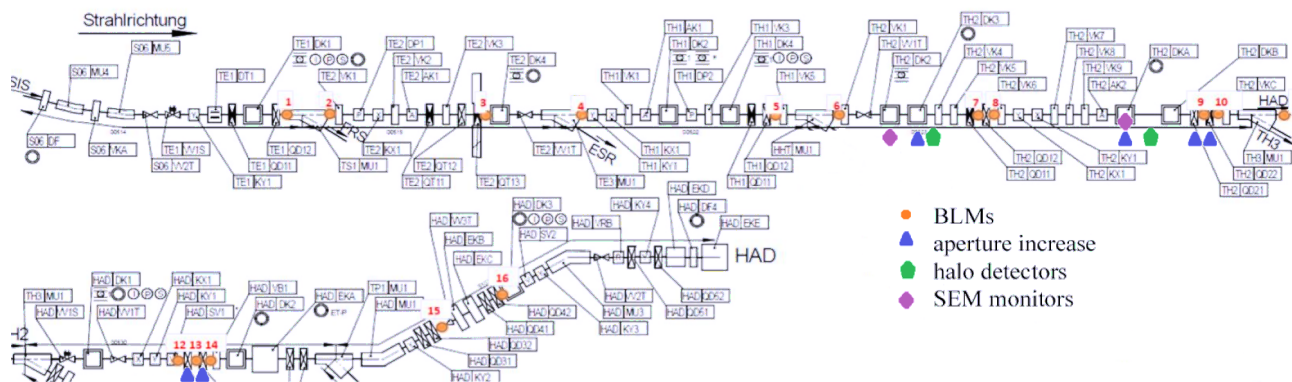 Strahlrichtung
SIS
S06 MU4
S06 MU5
S06 DF
S06 VKA
S06 VV2T
TE1 VV1S
TE1 KY1
TE1 DT1
TE1 DK1
I P S
TE1 QD11
TE1 QD12
1
2
TE2 VK1
TS1 MU1
TE2 DP1
TE2 VK2
TE2 AK1
TE2 KX1
TE2 QT11
TE2 QT12
TE2 VK3
TE2 QT13
3
TE2 DK4
TE2 VV1T
4
ESR
TE3 MU1
TH1 VK1
TH1 KY1
TH1 KX1
TH1 AK1
TH1 DK2
TH1 DP2
TH1 VK3
TH1 DK4
I P S
TH1 VK5
TH1 QD11
TH1 QD12
5
HHT MU1
6
TH2 VK1
TH2 VV1T
TH2 DK2
TH2 DK3
TH2 VK4
TH2 VK5
TH2 VK6
7
8
TH2 QD11
TH2 QD12
TH2 KX1
TH2 KY1
TH2 VK7
TH2 VK8
TH2 VK9
TH2 AK2
TH2 DKA
TH2 DKB
TH2 VKC
9
10
TH2 QD21
TH2 QD22
HAD
TH3
TH3 MU1
BLMs
aperture increase
halo detectors
SEM monitors
TH3 MU1
HAD VV1S
HAD DK1
I P S
HAD VV1T
HAD KX1
HAD KY1
HAD SV1
12
13
14
HAD VB1
HAD DK2
HAD EKA
ET-P
TP1 MU1
HAD MU1
15
HAD VV3T
HAD EKB
HAD EKC
HAD KY2
HAD QD31
HAD QD32
HAD QD41
HAD QD42
16
HAD DK3
I P S
HAD SV2
HAD KY3
HAD MU3
HAD VV2T
HAD VRB
HAD KY4
HAD QD51
HAD QD52
HAD EKD
HAD DF4
HAD EKE
HAD